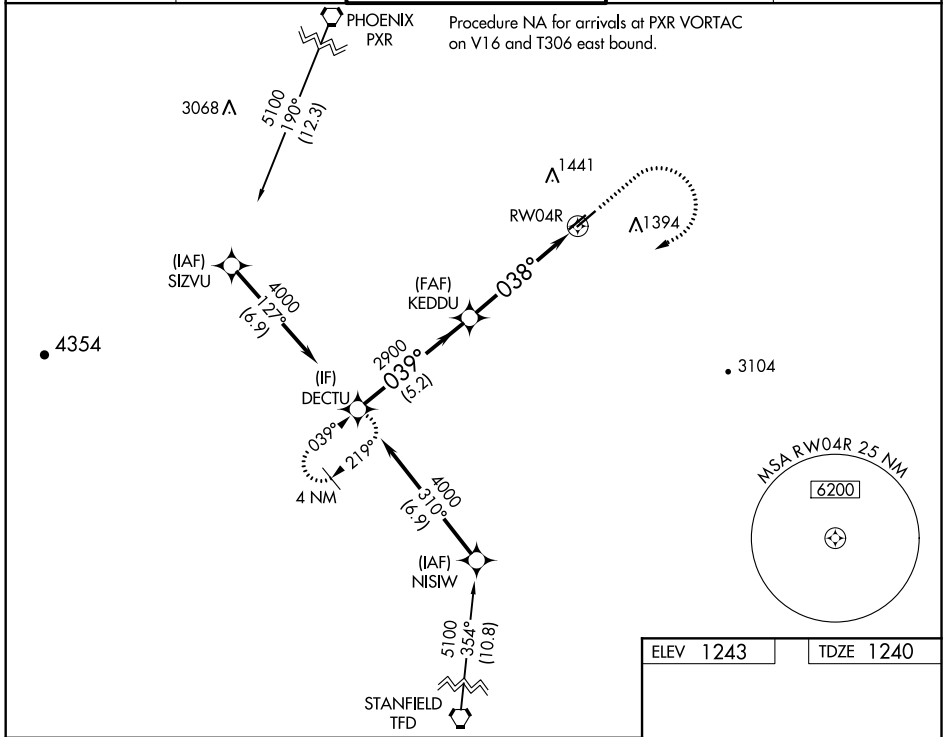 PHOENIX
PXR
Procedure NA for arrivals at PXR VORTAC
on V16 and T306 east bound.
3068
5100
190°
(12.3)
1441
RW04R
1394
(IAF)
SIZVU
4000
127°
(6.9)
(FAF)
KEDDU
038°
4354
2900
039°
(5.2)
3104
(IF)
DECTU
039°
219°
4 NM
4000
310°
(6.9)
MSA RW04R 25 NM
6200
(IAF)
NISIW
5100
354°
(10.8)
STANFIELD
TFD
ELEV 1243
TDZE 1240